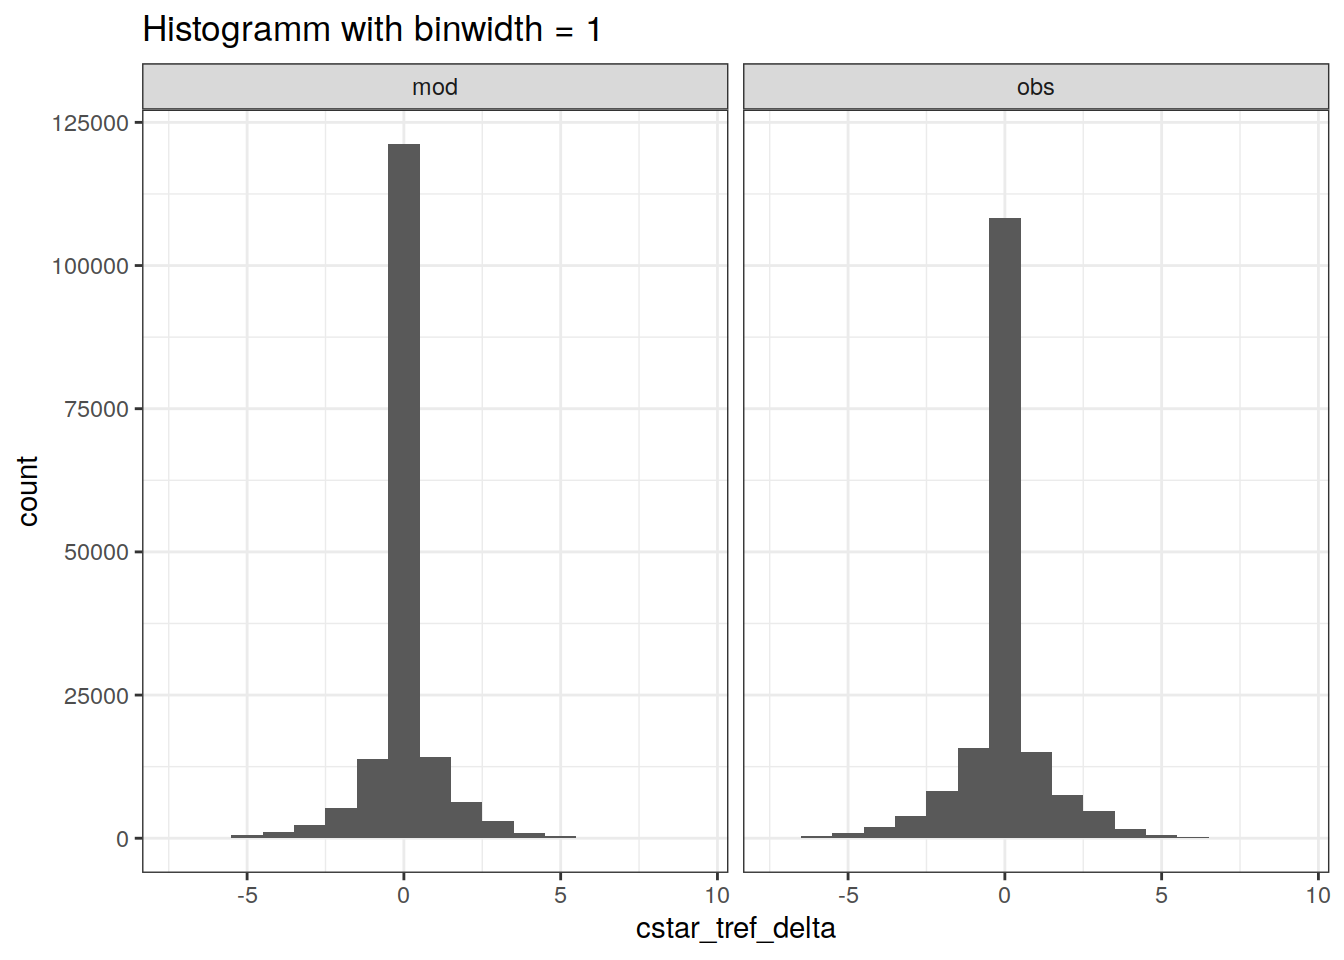 Histogramm with binwidth = 1
mod
obs
125000
100000
75000
50000
25000
0
count
-5 0 5 10
-5 0 5 10
cstar_tref_delta